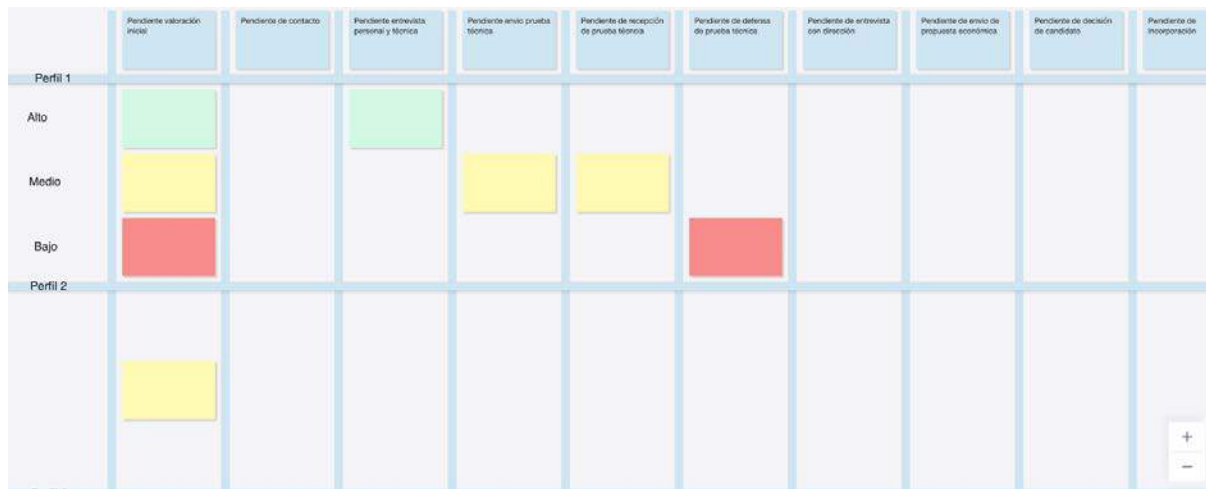 Pendiente valoración
inicial
Pendiente de contacto
Pendiente entrevista
personal y técnica
Pendiente envio prueba
técnica
Pendiente de recepción
de prueba técnica
Pendiente de defensa
de prueba técnica
Pendiente de entrevista
con dirección
Pendiente de envio de
propuesta económica
Pendiente de decisión
de candidato
Pendiente de
Incorporación
Perfil 1
Alto
Medio
Bajo
Perfil 2